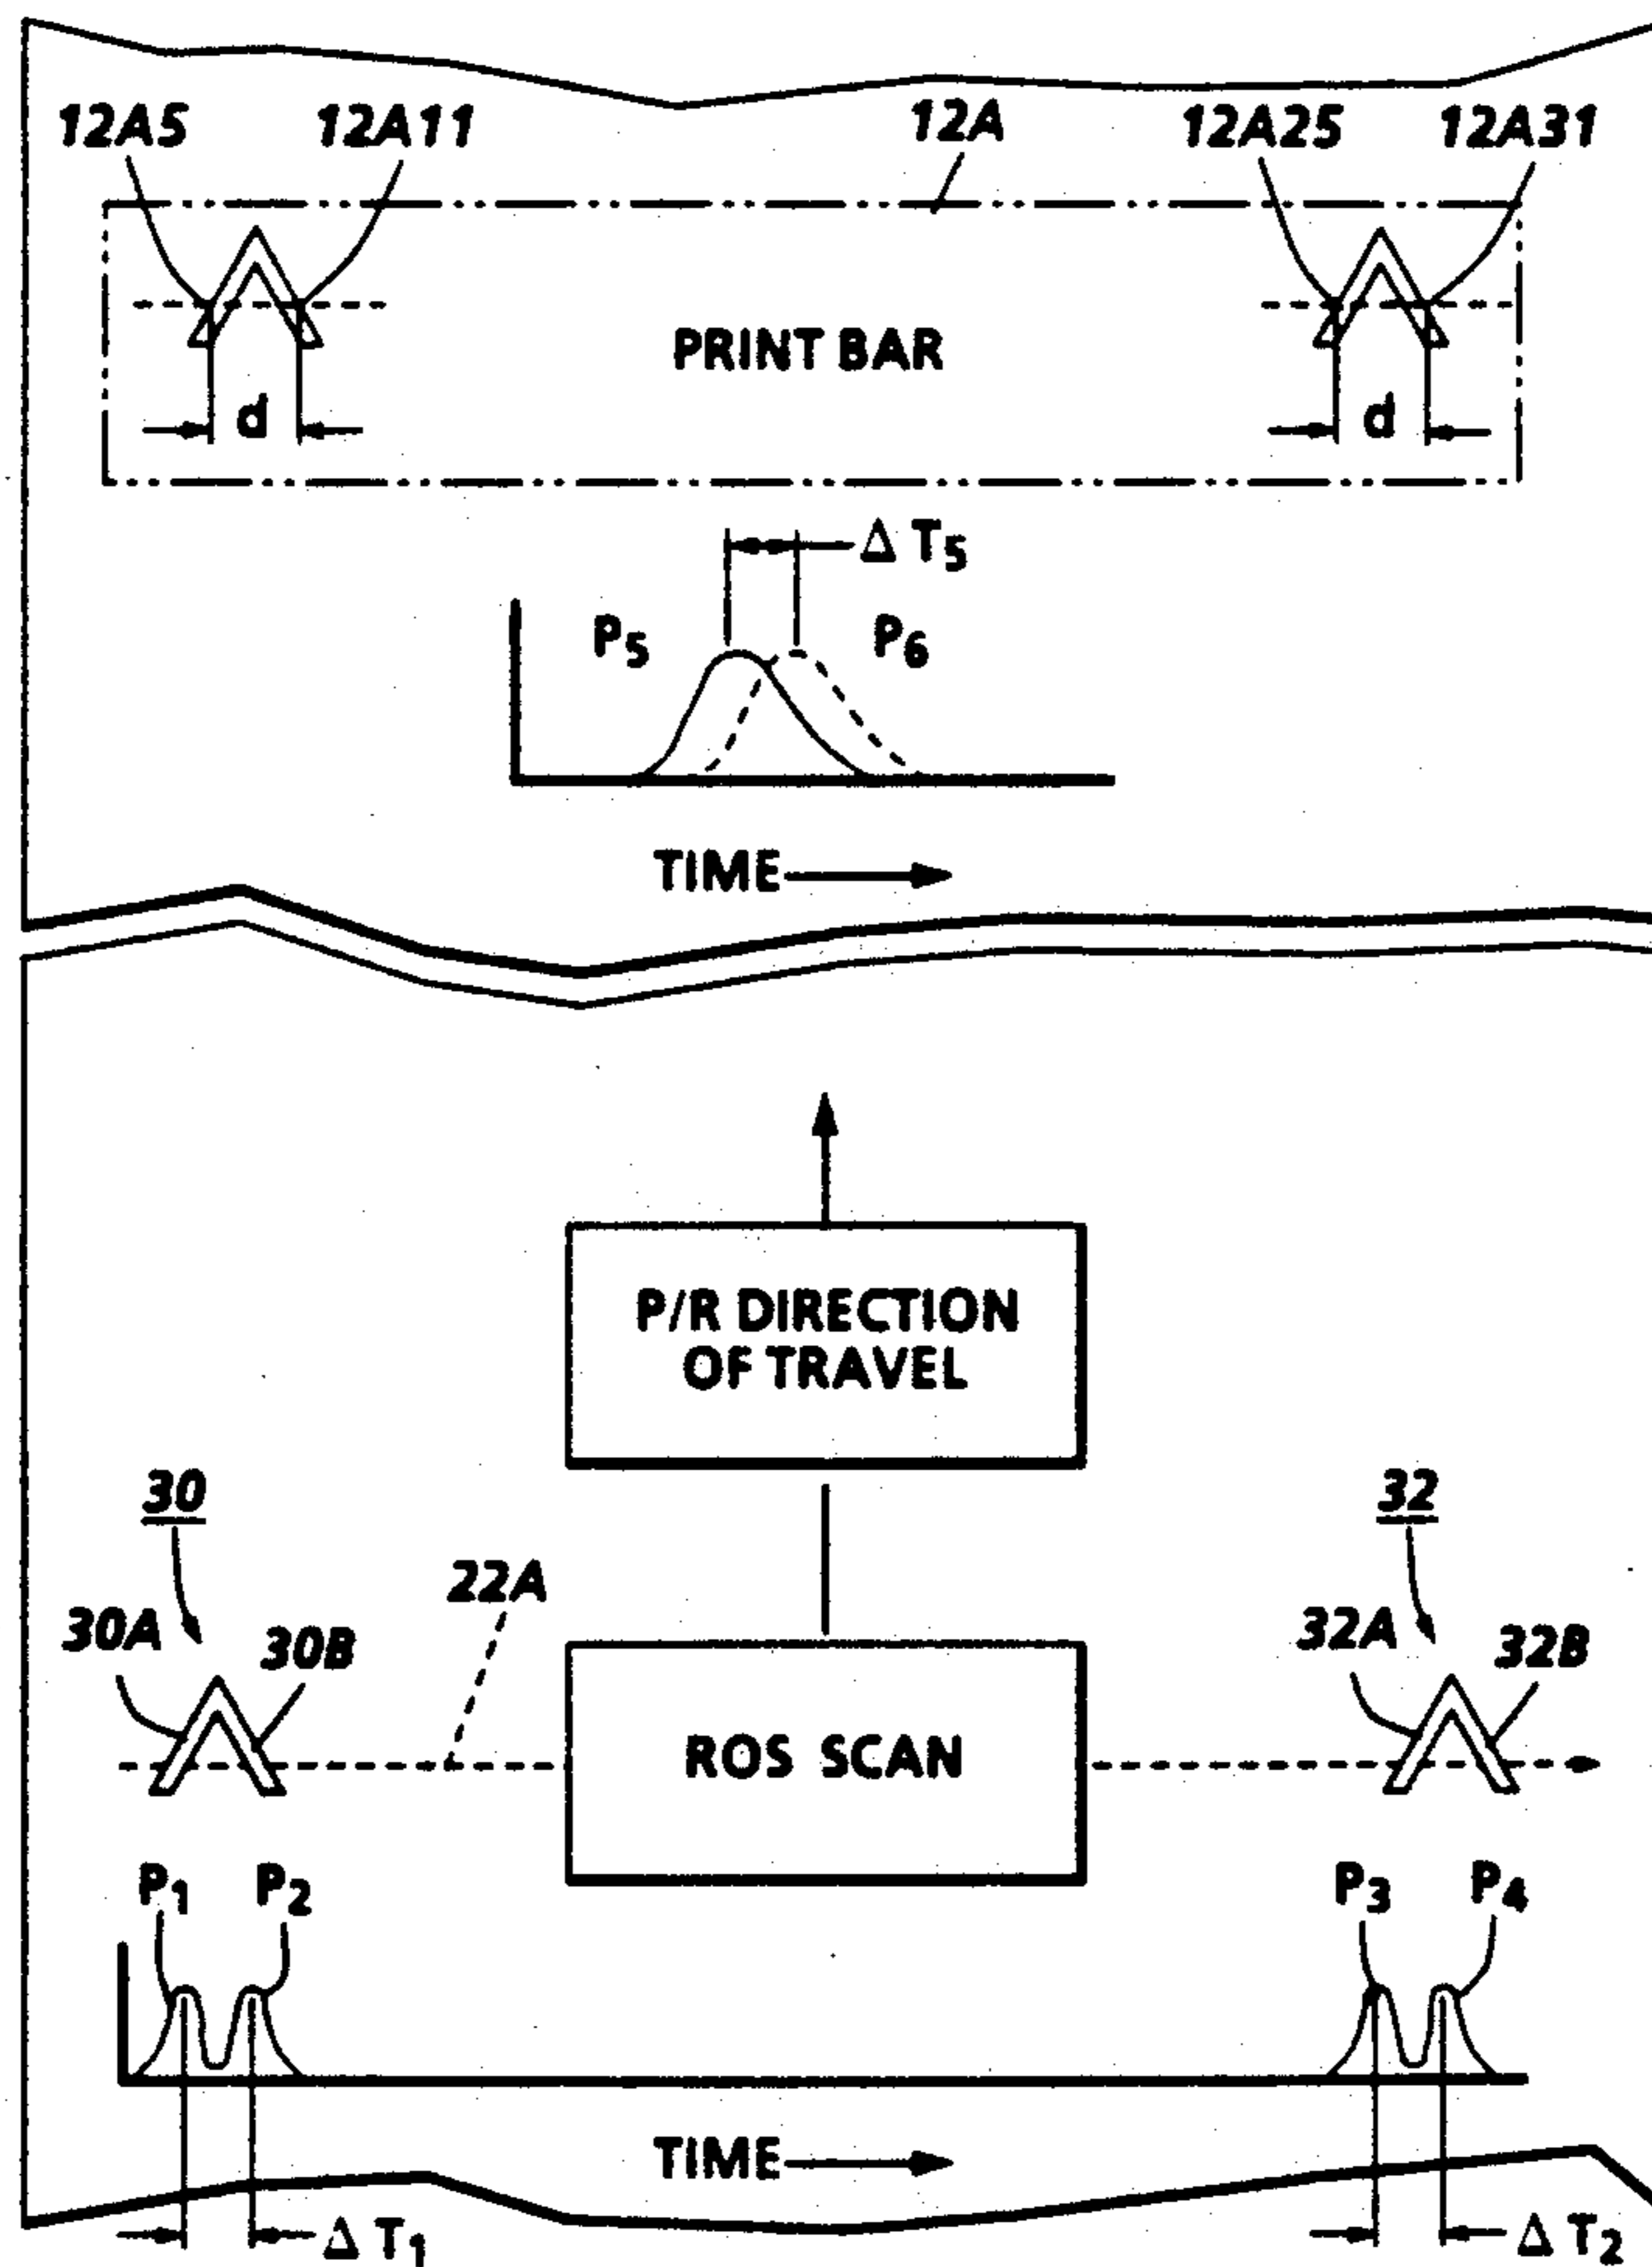 12A5 12A11 12A 12A25 12A31
PRINT BAR
d d
Δ T5
P5 P6
TIME
P/R DIRECTION
OF TRAVEL
30 32
22A
30A 30B 32A 32B
ROS SCAN
P1 P2 P3 P4
TIME
Δ T1 Δ T2